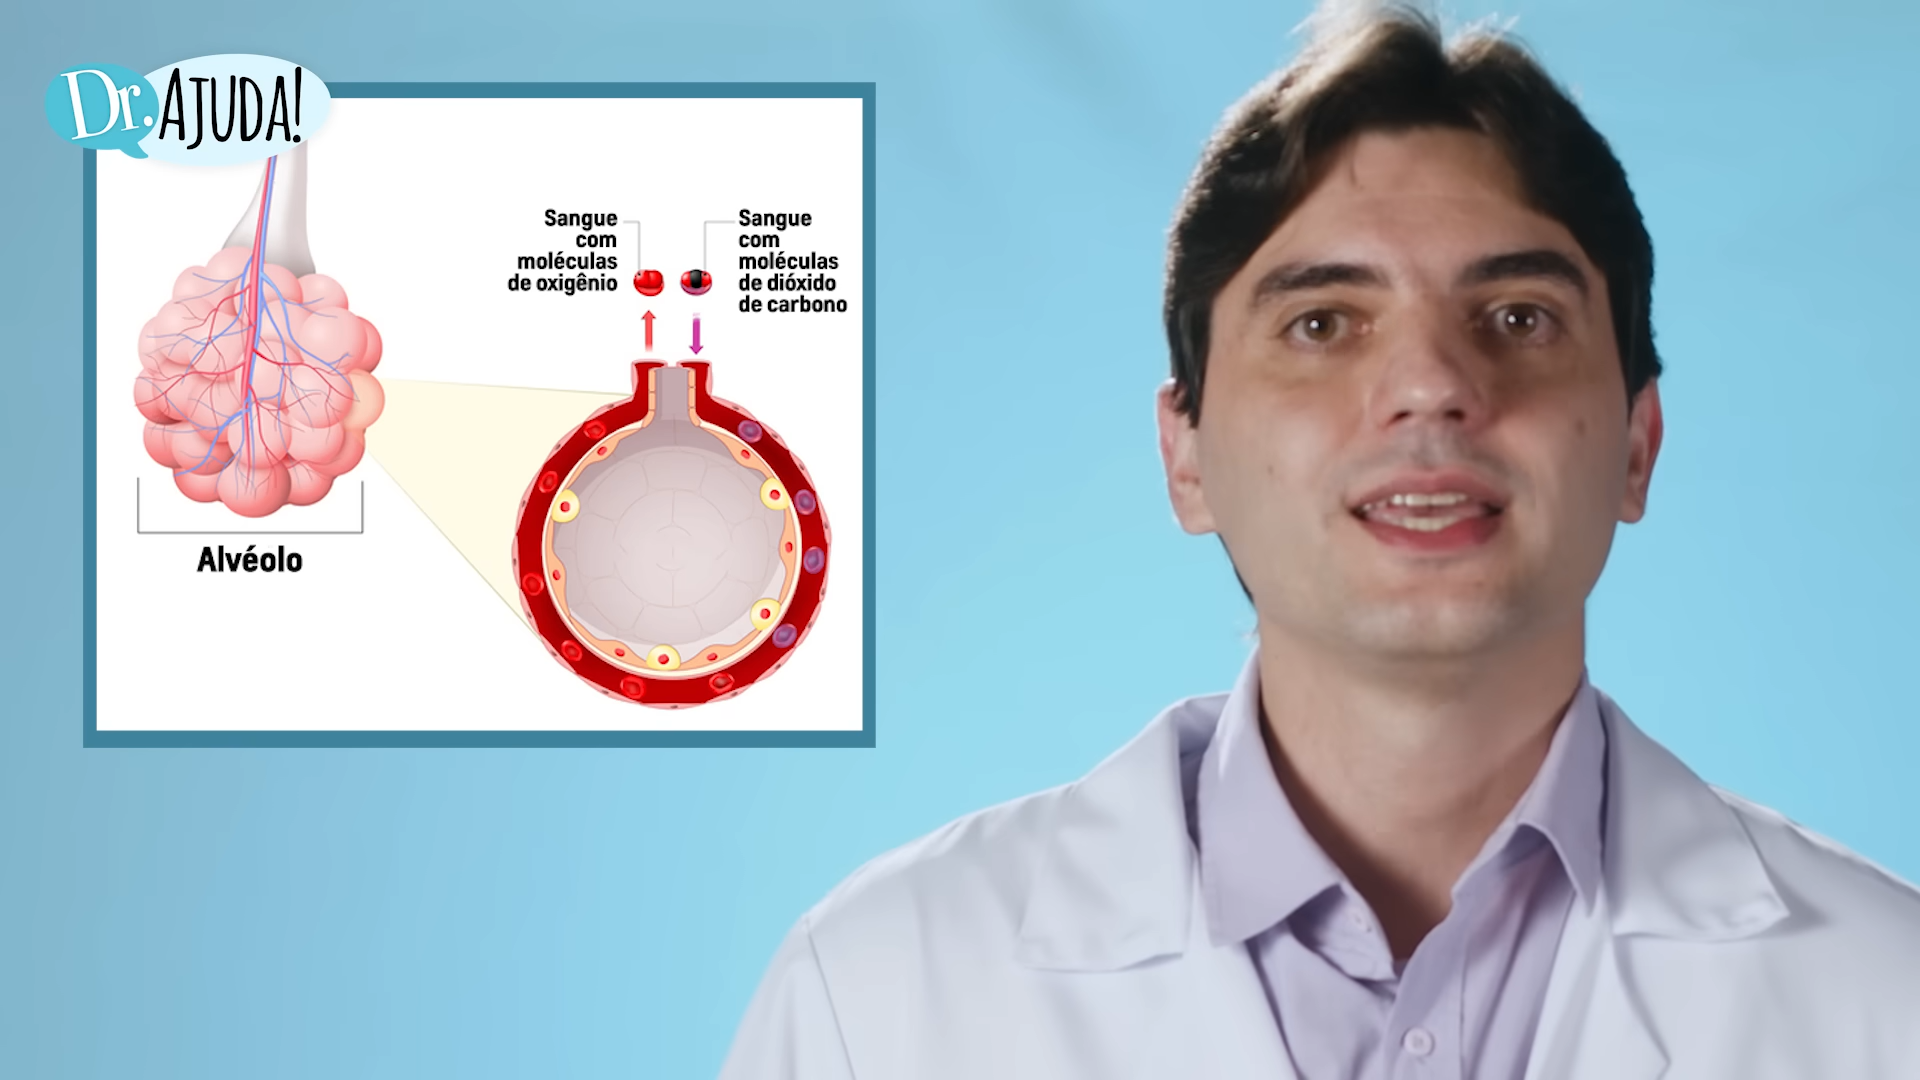 Dr. AJUDA!
Sangue
com
moléculas
de oxigênio
Sangue
com
moléculas
de dióxido
de carbono
Alvéolo